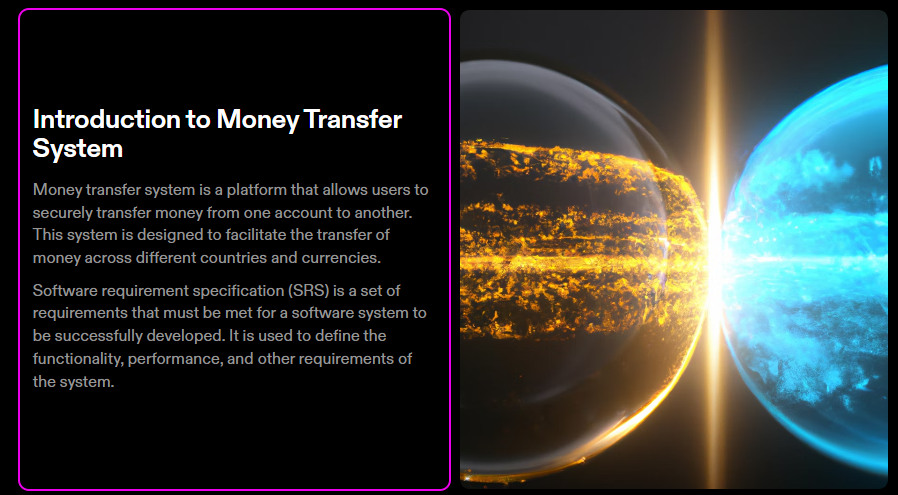 Introduction to Money Transfer
System
Money transfer system is a platform that allows users to
securely transfer money from one account to another.
This system is designed to facilitate the transfer of
money across different countries and currencies.
Software requirement specification (SRS) is a set of
requirements that must be met for a software system to
be successfully developed. It is used to define the
functionality, performance, and other requirements of
the system.